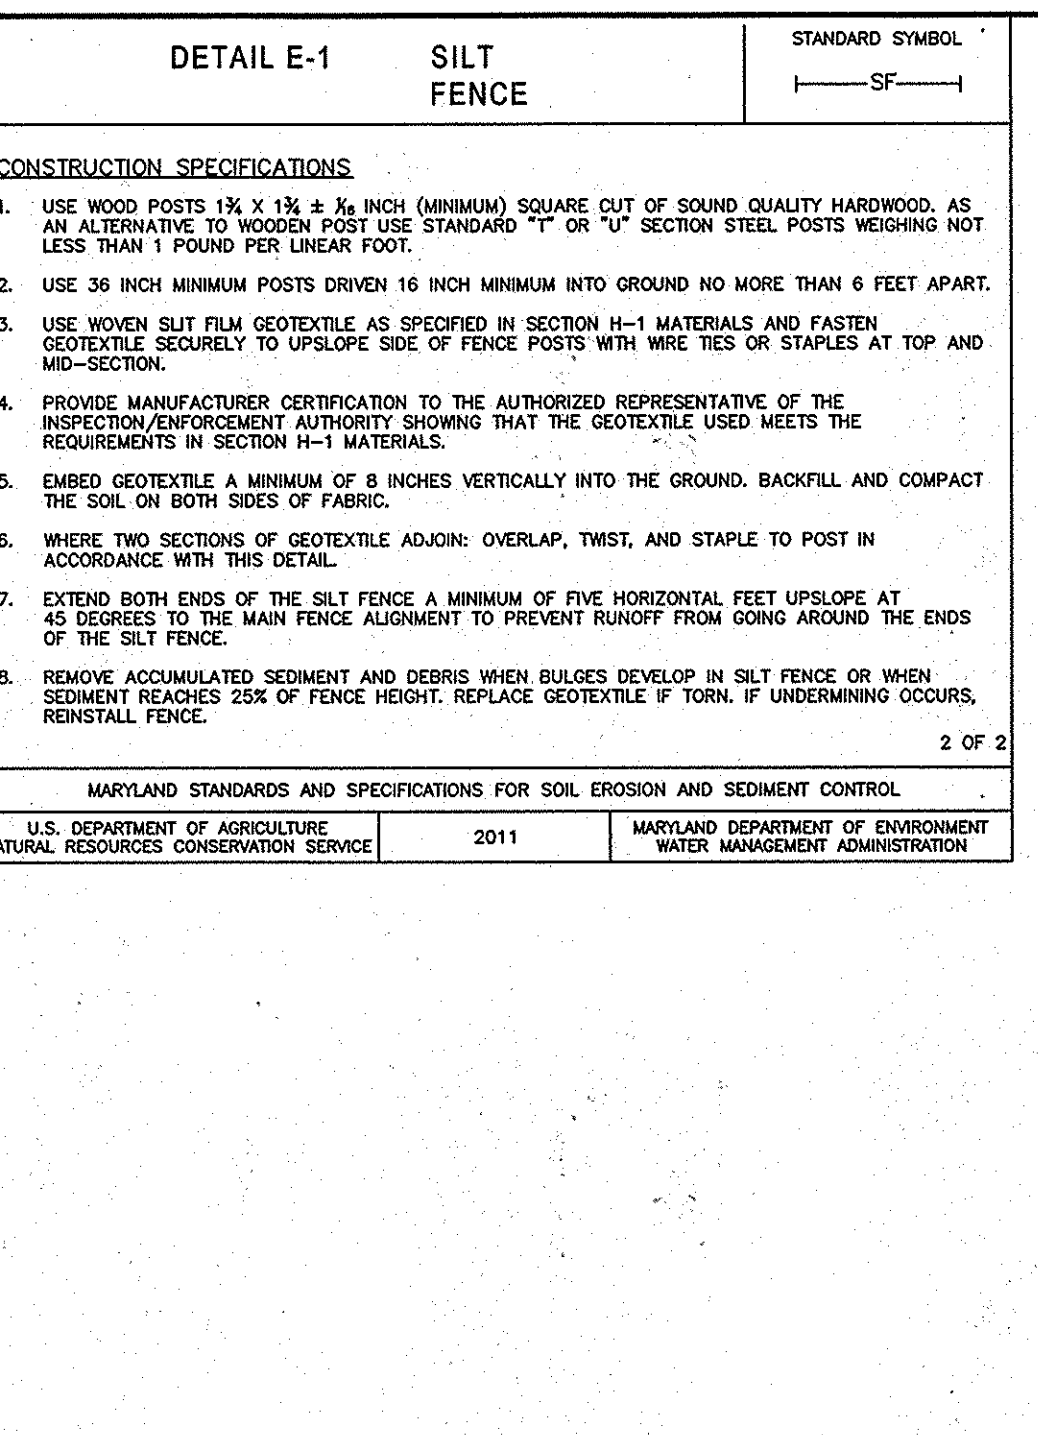 DETAIL E-1 SILT
FENCE
STANDARD SYMBOL
SF
CONSTRUCTION SPECIFICATIONS
1. USE WOOD POSTS 1¾ X 1¾ ± 1⁄16 INCH (MINIMUM) SQUARE CUT OF SOUND QUALITY HARDWOOD. AS
AN ALTERNATIVE TO WOODEN POST USE STANDARD "T" OR "U" SECTION STEEL POSTS WEIGHING NOT
LESS THAN 1 POUND PER LINEAR FOOT.
2. USE 36 INCH MINIMUM POSTS DRIVEN 16 INCH MINIMUM INTO GROUND NO MORE THAN 6 FEET APART.
3. USE WOVEN SLIT FILM GEOTEXTILE AS SPECIFIED IN SECTION H-1 MATERIALS AND FASTEN
GEOTEXTILE SECURELY TO UPSLOPE SIDE OF FENCE POSTS WITH WIRE TIES OR STAPLES AT TOP AND
MID-SECTION.
4. PROVIDE MANUFACTURER CERTIFICATION TO THE AUTHORIZED REPRESENTATIVE OF THE
INSPECTION/ENFORCEMENT AUTHORITY SHOWING THAT THE GEOTEXTILE USED MEETS THE
REQUIREMENTS IN SECTION H-1 MATERIALS.
5. EMBED GEOTEXTILE A MINIMUM OF 8 INCHES VERTICALLY INTO THE GROUND. BACKFILL AND COMPACT
THE SOIL ON BOTH SIDES OF FABRIC.
6. WHERE TWO SECTIONS OF GEOTEXTILE ADJOIN: OVERLAP, TWIST, AND STAPLE TO POST IN
ACCORDANCE WITH THIS DETAIL.
7. EXTEND BOTH ENDS OF THE SILT FENCE A MINIMUM OF FIVE HORIZONTAL FEET UPSLOPE AT
45 DEGREES TO THE MAIN FENCE ALIGNMENT TO PREVENT RUNOFF FROM GOING AROUND THE ENDS
OF THE SILT FENCE.
8. REMOVE ACCUMULATED SEDIMENT AND DEBRIS WHEN BULGES DEVELOP IN SILT FENCE OR WHEN
SEDIMENT REACHES 25% OF FENCE HEIGHT. REPLACE GEOTEXTILE IF TORN. IF UNDERMINING OCCURS,
REINSTALL FENCE.
2 OF 2
MARYLAND STANDARDS AND SPECIFICATIONS FOR SOIL EROSION AND SEDIMENT CONTROL
U.S. DEPARTMENT OF AGRICULTURE
ATURAL RESOURCES CONSERVATION SERVICE
2011
MARYLAND DEPARTMENT OF ENVIRONMENT
WATER MANAGEMENT ADMINISTRATION